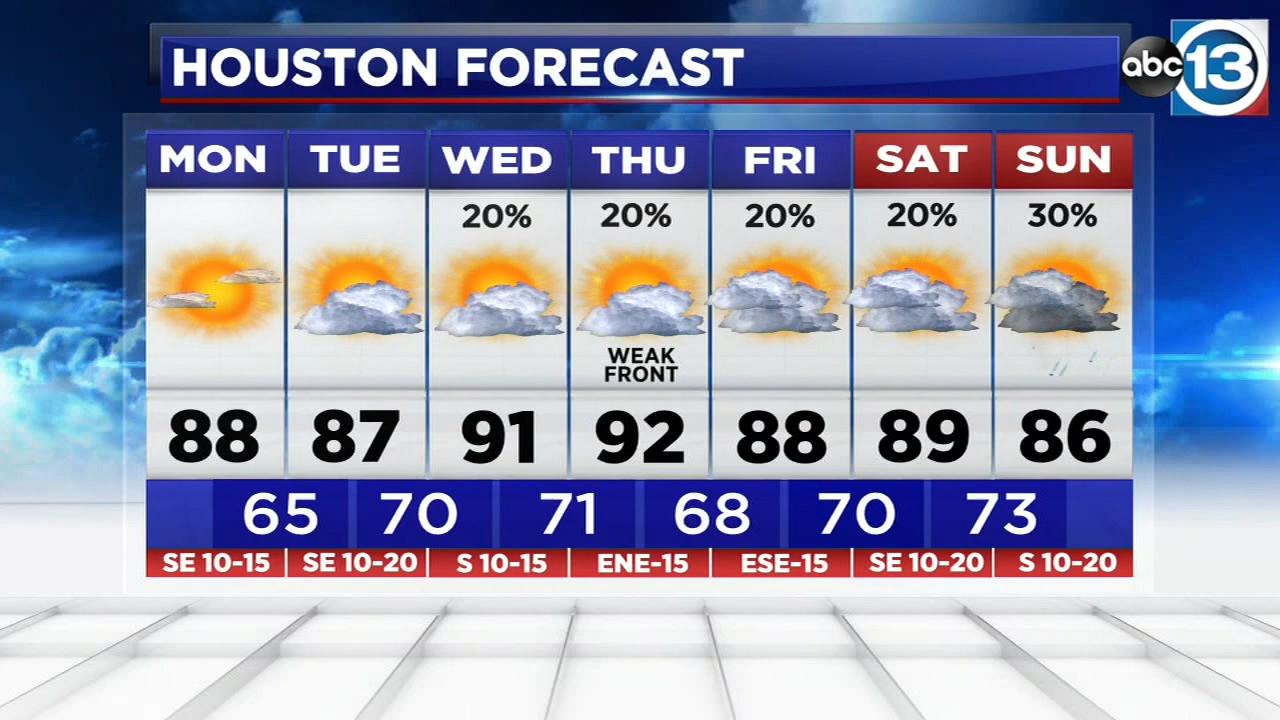 HOUSTON FORECAST
abc 13
MON TUE WED THU FRI SAT SUN
20% 20% 20% 20% 30%
WEAK
FRONT
88 87 91 92 88 89 86
65 70 71 68 70 73
SE 10-15 SE 10-20 S 10-15 ENE-15 ESE-15 SE 10-20 S 10-20